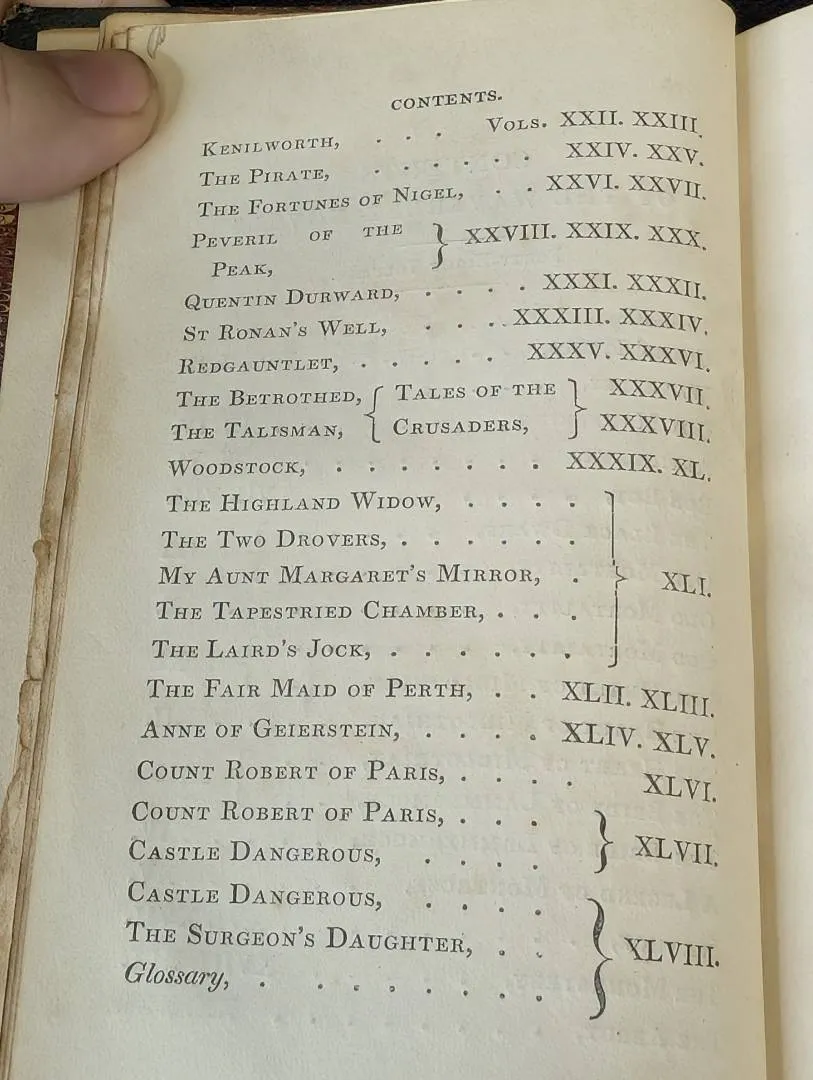 CONTENTS.
KENILWORTH, . . . VOLS. XXII. XXIII.
THE PIRATE, . . . . . . XXIV. XXV.
THE FORTUNES OF NIGEL, . . XXVI. XXVII.
PEVERIL OF THE } XXVIII. XXIX. XXX.
PEAK,
QUENTIN DURWARD, . . . . XXXI. XXXII.
ST RONAN'S WELL, . . . XXXIII. XXXIV.
REDGAUNTLET, . . . . . XXXV. XXXVI.
THE BETROTHED, { TALES OF THE } XXXVII.
THE TALISMAN, { CRUSADERS, } XXXVIII.
WOODSTOCK, . . . . . . . XXXIX. XL.
THE HIGHLAND WIDOW, . . . .
THE TWO DROVERS, . . . . . .
MY AUNT MARGARET'S MIRROR, . } XLI.
THE TAPESTRIED CHAMBER, . . .
THE LAIRD'S JOCK, . . . . . .
THE FAIR MAID OF PERTH, . . XLII. XLIII.
ANNE OF GEIERSTEIN, . . . . XLIV. XLV.
COUNT ROBERT OF PARIS, . . . . XLVI.
COUNT ROBERT OF PARIS, . . .
CASTLE DANGEROUS, . . . . } XLVII.
CASTLE DANGEROUS, . . . .
THE SURGEON'S DAUGHTER, . . } XLVIII.
Glossary, . . . . . . . .